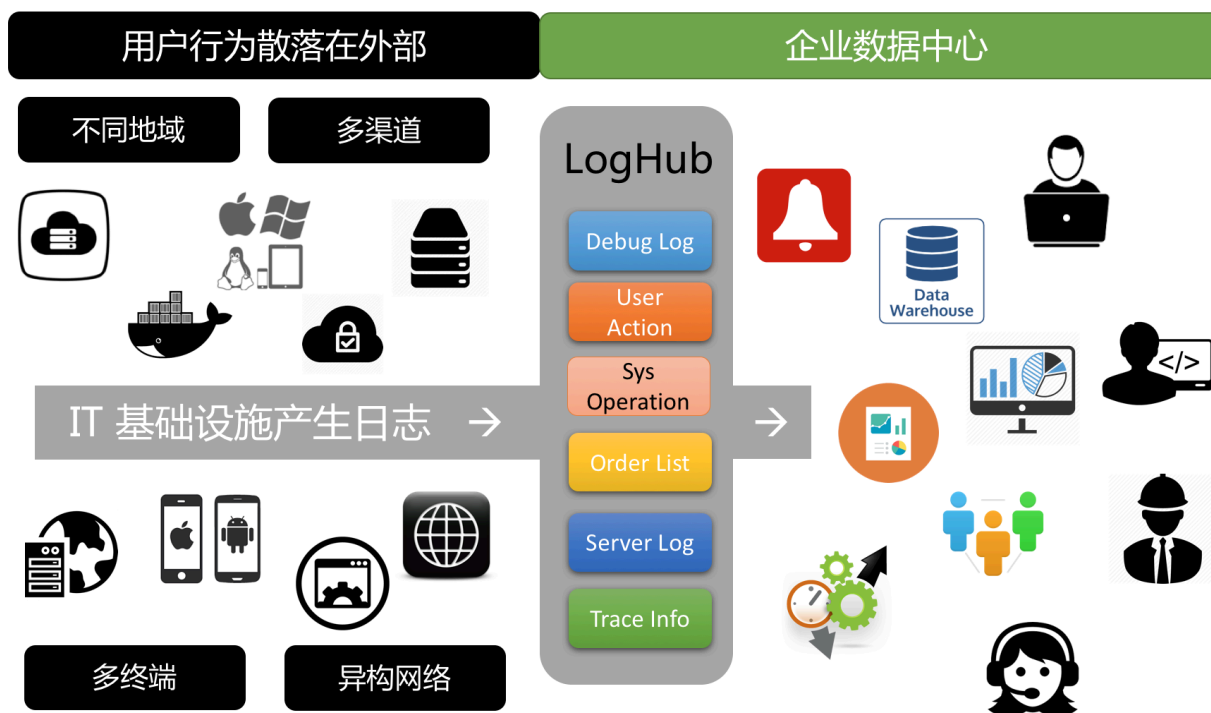 用户行为散落在外部
企业数据中心
不同地域
多渠道
LogHub
Debug Log
User
Action
Sys
Operation
Order List
Server Log
Trace Info
Data
Warehouse
</>
IT 基础设施产生日志 →
→
多终端
异构网络